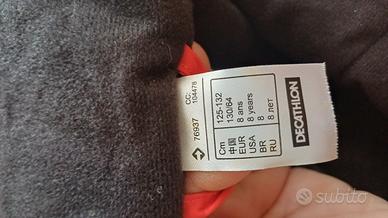 76937
CC:
104478
Cm 125-132
中国 130/64
EUR 8 ans
USA 8 years
BR 8
RU 8 лет
DECATHLON
subito